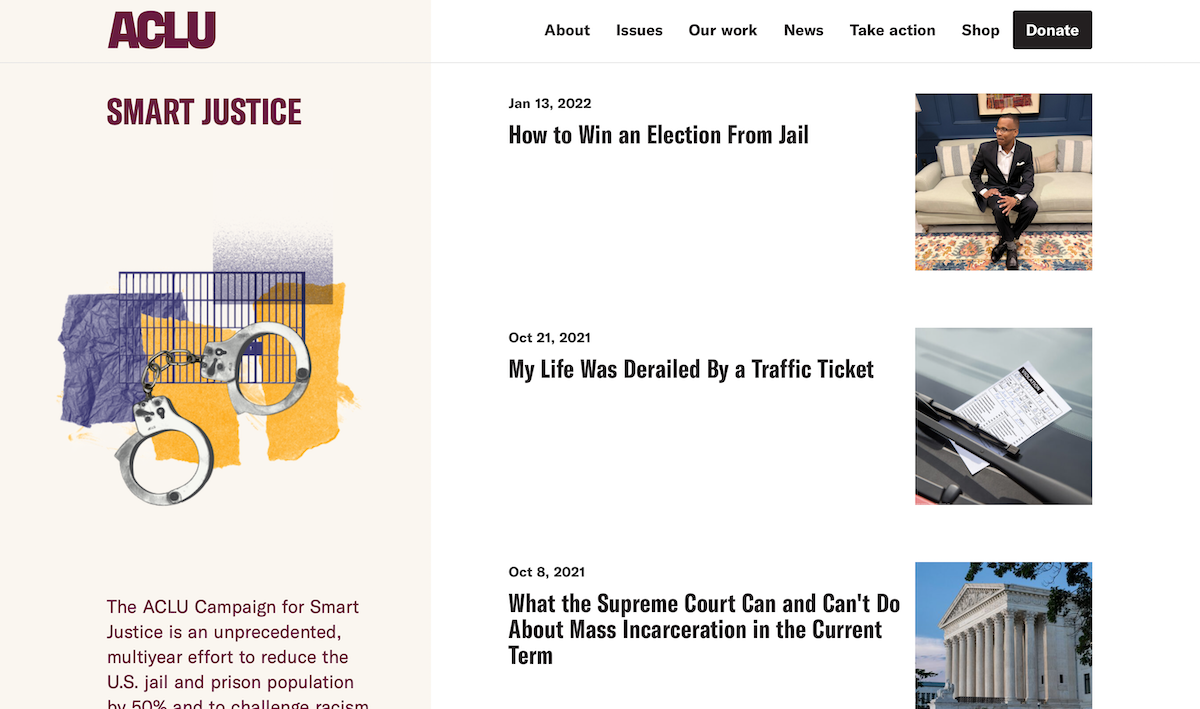 ACLU
About Issues Our work News Take action Shop Donate
SMART JUSTICE
The ACLU Campaign for Smart
Justice is an unprecedented,
multiyear effort to reduce the
U.S. jail and prison population
by 50% and to challenge racism
Jan 13, 2022
How to Win an Election From Jail
Oct 21, 2021
My Life Was Derailed By a Traffic Ticket
VIOLATION
Oct 8, 2021
What the Supreme Court Can and Can't Do
About Mass Incarceration in the Current
Term